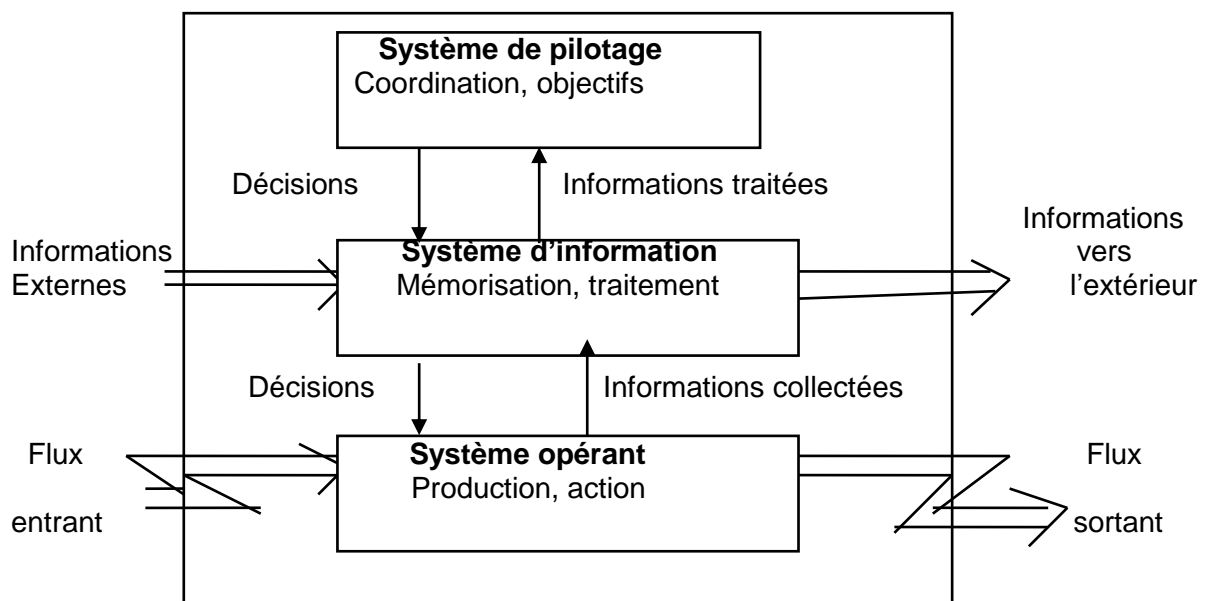 Système de pilotage
Coordination, objectifs
Décisions
Informations traitées
Informations
Externes
Système d’information
Mémorisation, traitement
Informations
vers
l’extérieur
Décisions
Informations collectées
Flux
entrant
Système opérant
Production, action
Flux
sortant